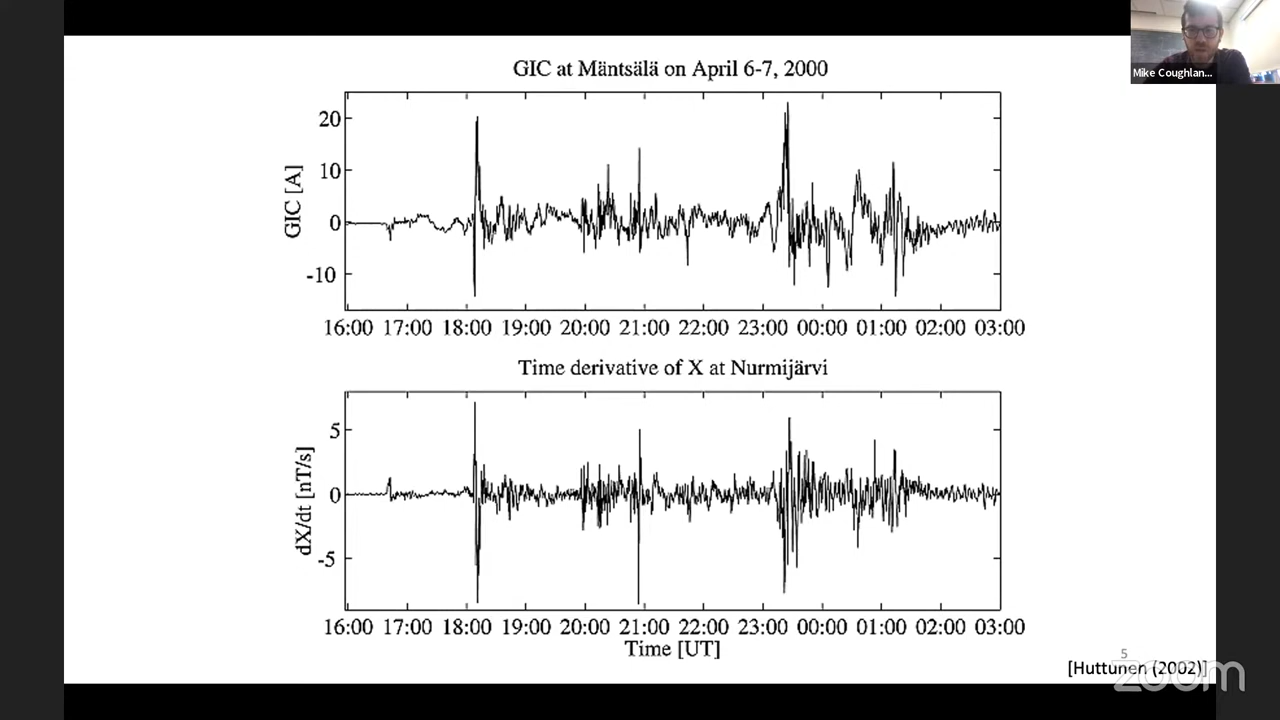 Mike Coughlan...
GIC at Mäntsälä on April 6-7, 2000
GIC [A]
20
10
0
-10
16:00 17:00 18:00 19:00 20:00 21:00 22:00 23:00 00:00 01:00 02:00 03:00
Time derivative of X at Nurmijärvi
dX/dt [nT/s]
5
0
-5
16:00 17:00 18:00 19:00 20:00 21:00 22:00 23:00 00:00 01:00 02:00 03:00
Time [UT]
5
[Huttunen (2002)]
zoom